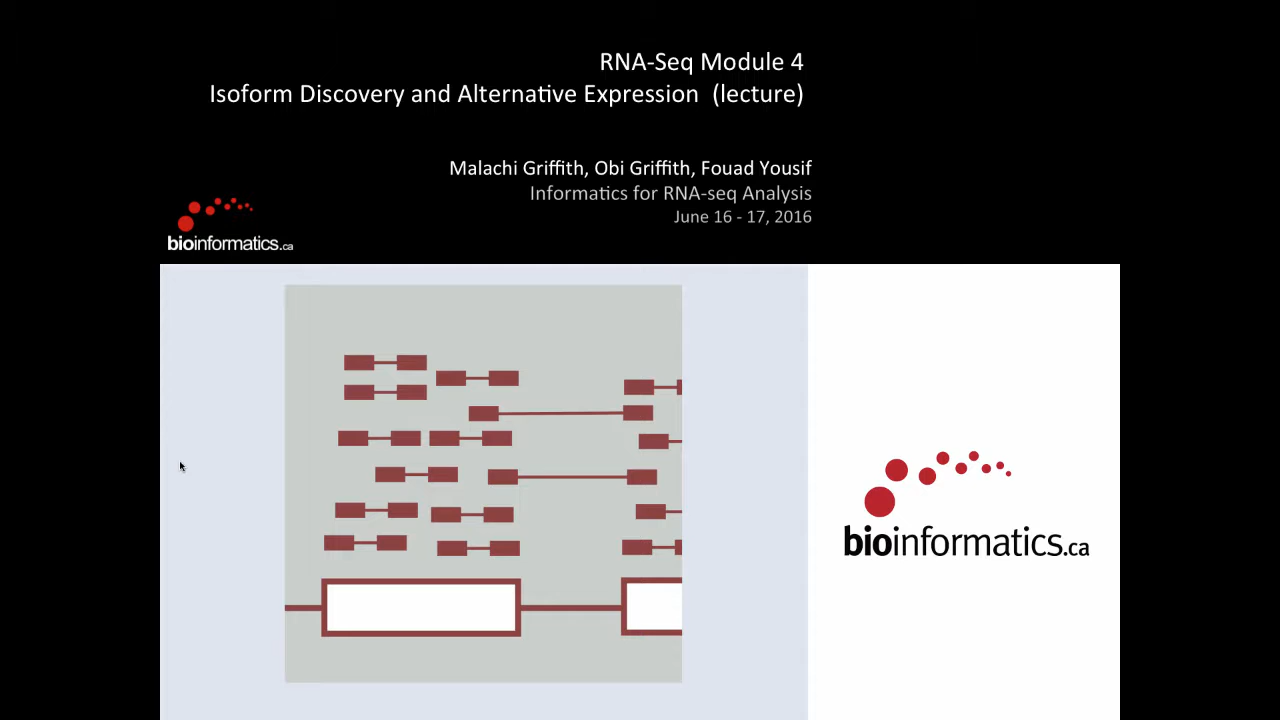 RNA-Seq Module 4
Isoform Discovery and Alternative Expression (lecture)
Malachi Griffith, Obi Griffith, Fouad Yousif
Informatics for RNA-seq Analysis
June 16 - 17, 2016
bioinformatics.ca
bioinformatics.ca